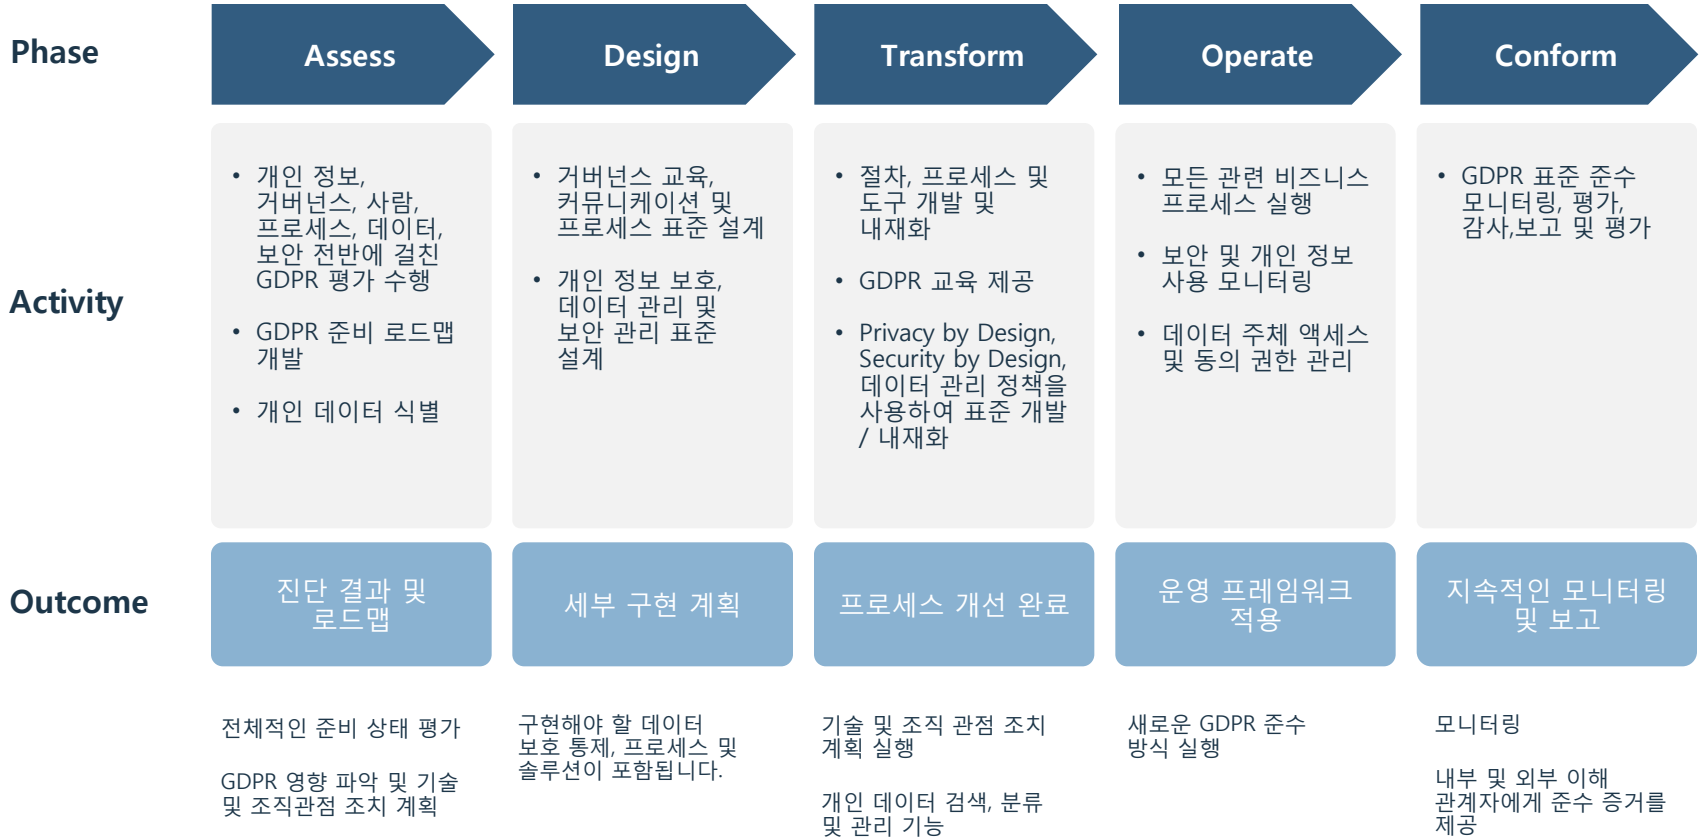 Phase
Assess
Design
Transform
Operate
Conform
Activity
• 개인 정보,
거버넌스, 사람,
프로세스, 데이터,
보안 전반에 걸친
GDPR 평가 수행
• GDPR 준비 로드맵
개발
• 개인 데이터 식별
• 거버넌스 교육,
커뮤니케이션 및
프로세스 표준 설계
• 개인 정보 보호,
데이터 관리 및
보안 관리 표준
설계
• 절차, 프로세스 및
도구 개발 및
내재화
• GDPR 교육 제공
• Privacy by Design,
Security by Design,
데이터 관리 정책을
사용하여 표준 개발
/ 내재화
• 모든 관련 비즈니스
프로세스 실행
• 보안 및 개인 정보
사용 모니터링
• 데이터 주체 액세스
및 동의 권한 관리
• GDPR 표준 준수
모니터링, 평가,
감사,보고 및 평가
Outcome
진단 결과 및
로드맵
세부 구현 계획
프로세스 개선 완료
운영 프레임워크
적용
지속적인 모니터링
및 보고
전체적인 준비 상태 평가
GDPR 영향 파악 및 기술
및 조직관점 조치 계획
구현해야 할 데이터
보호 통제, 프로세스 및
솔루션이 포함됩니다.
기술 및 조직 관점 조치
계획 실행
개인 데이터 검색, 분류
및 관리 기능
새로운 GDPR 준수
방식 실행
모니터링
내부 및 외부 이해
관계자에게 준수 증거를
제공